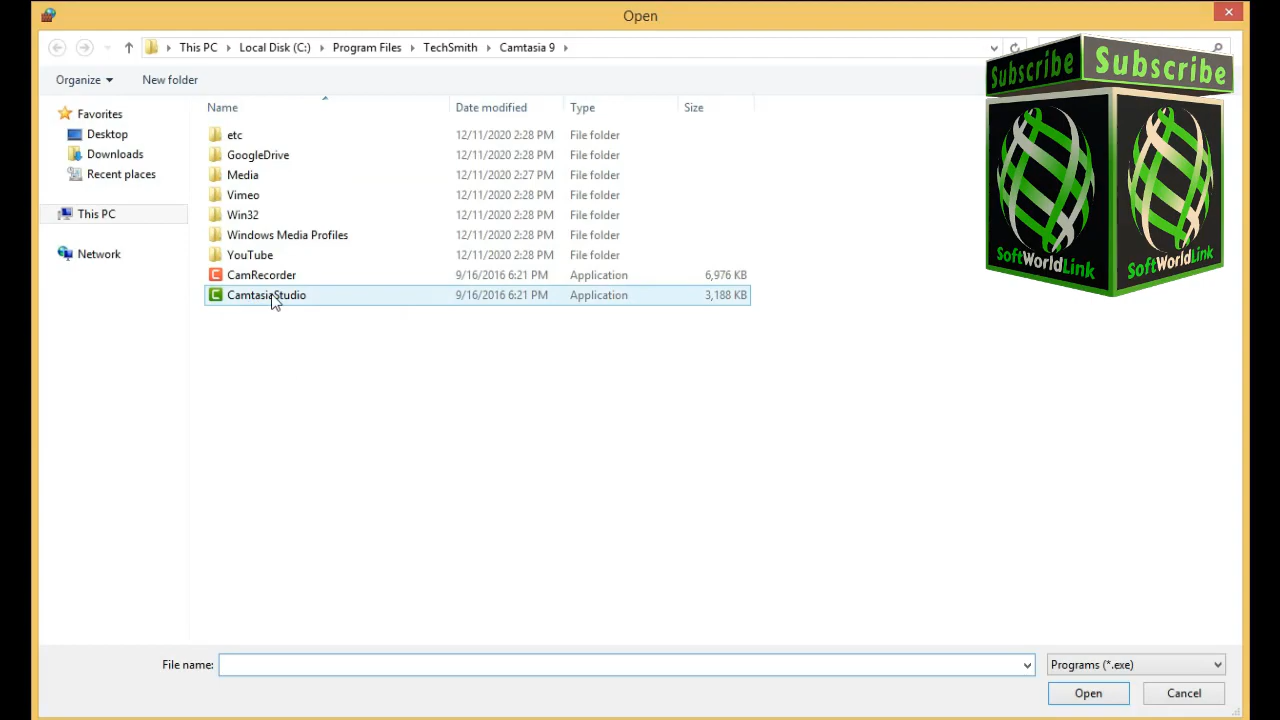 Open
This PC Local Disk (C:) Program Files TechSmith Camtasia 9
Organize New folder
Subscribe Subscribe
Name Date modified Type Size
Favorites
Desktop
Downloads
Recent places
This PC
Network
etc 12/11/2020 2:28 PM File folder
GoogleDrive 12/11/2020 2:28 PM File folder
Media 12/11/2020 2:27 PM File folder
Vimeo 12/11/2020 2:28 PM File folder
Win32 12/11/2020 2:28 PM File folder
Windows Media Profiles 12/11/2020 2:28 PM File folder
YouTube 12/11/2020 2:28 PM File folder
CamRecorder 9/16/2016 6:21 PM Application 6,976 KB
CamtasiaStudio 9/16/2016 6:21 PM Application 3,188 KB
SoftWorldLink SoftWorldLink
File name: Programs (*.exe)
Open Cancel